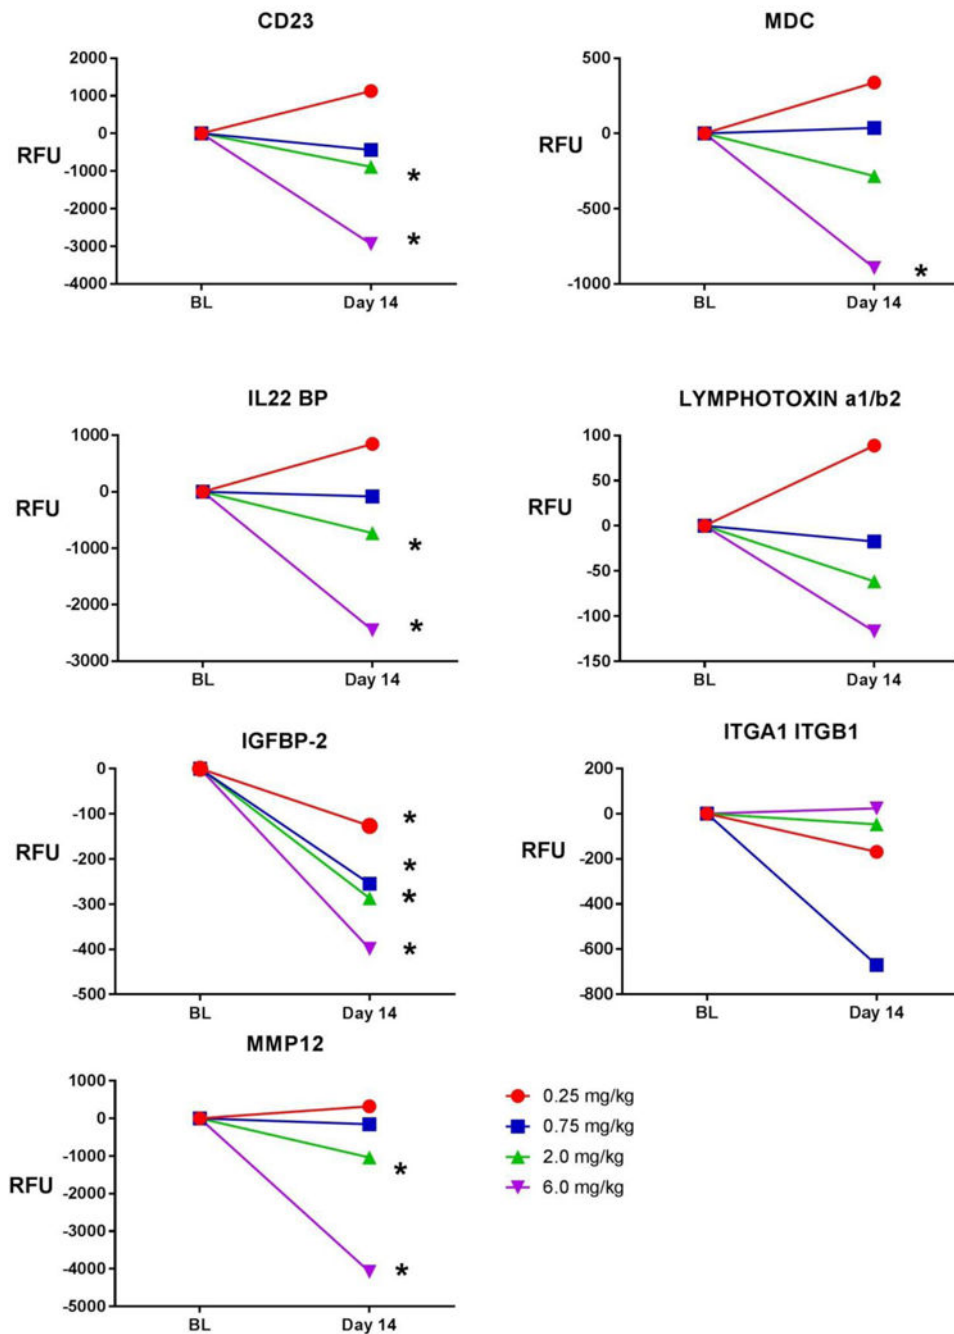 CD23
2000
1000
0
-1000
-2000
-3000
-4000
RFU
*
*
BL
Day 14
MDC
500
0
-500
-1000
RFU
*
BL
Day 14
IL22 BP
1000
0
-1000
-2000
-3000
RFU
*
*
BL
Day 14
LYMPHOTOXIN a1/b2
100
50
0
-50
-100
-150
RFU
BL
Day 14
IGFBP-2
0
-100
-200
-300
-400
-500
RFU
*
*
*
*
BL
Day 14
ITGA1 ITGB1
200
0
-200
-400
-600
-800
RFU
BL
Day 14
MMP12
1000
0
-1000
-2000
-3000
-4000
-5000
RFU
*
*
BL
Day 14
0.25 mg/kg
0.75 mg/kg
2.0 mg/kg
6.0 mg/kg